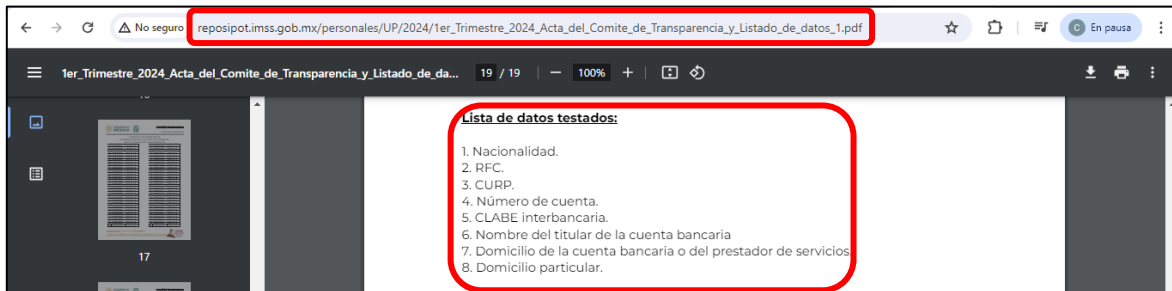 No seguro reposipot.imss.gob.mx/personales/UP/2024/1er_Trimestre_2024_Acta_del_Comite_de_Transparencia_y_Listado_de_datos_1.pdf C En pausa
1er_Trimestre_2024_Acta_del_Comite_de_Transparencia_y_Listado_de_da... 19 / 19 | − 100% + |
Lista de datos testados:
1. Nacionalidad.
2. RFC.
3. CURP.
4. Número de cuenta.
5. CLABE interbancaria.
6. Nombre del titular de la cuenta bancaria
7. Domicilio de la cuenta bancaria o del prestador de servicios.
8. Domicilio particular.
17